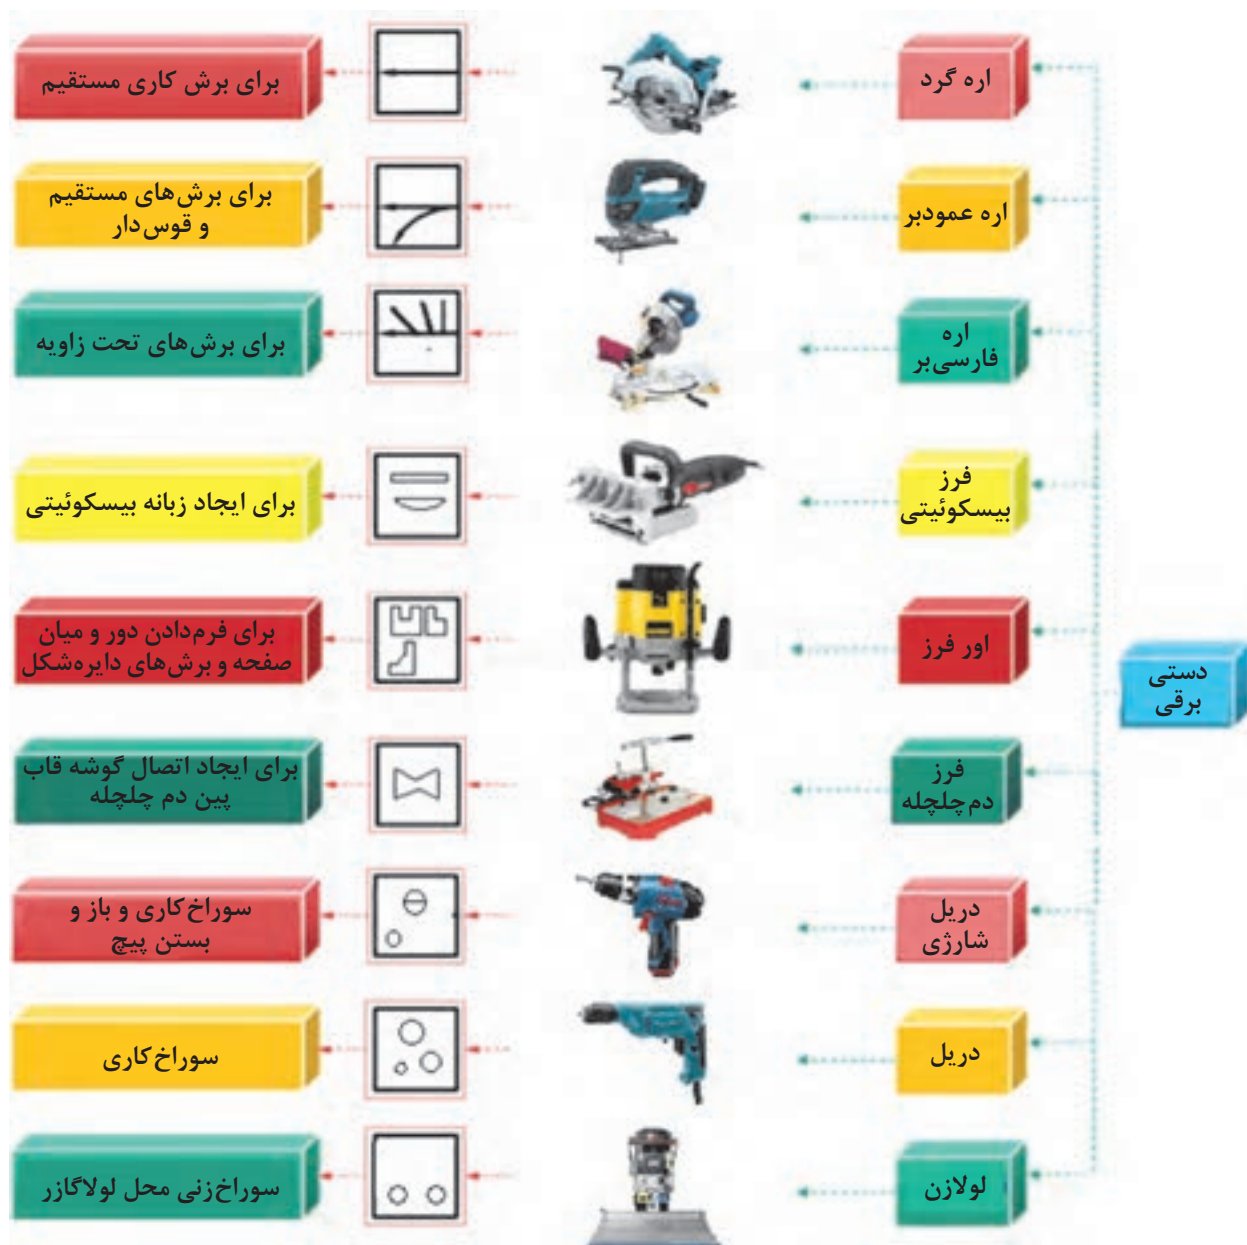 اره گرد
برای برش کاری مستقیم
اره عمودبر
برای برش‌های مستقیم
و قوس‌دار
اره
فارسی‌بر
برای برش‌های تحت زاویه
فرز
بیسکوئیتی
برای ایجاد زبانه بیسکوئیتی
اور فرز
برای فرم‌دادن دور و میان
صفحه و برش‌های دایره‌شکل
دستی
برقی
فرز
دم‌چلچله
برای ایجاد اتصال گوشه قاب
پین دم چلچله
دریل
شارژی
سوراخ‌کاری و باز و
بستن پیچ
دریل
سوراخ‌کاری
لولازن
سوراخ‌زنی محل لولاگازر